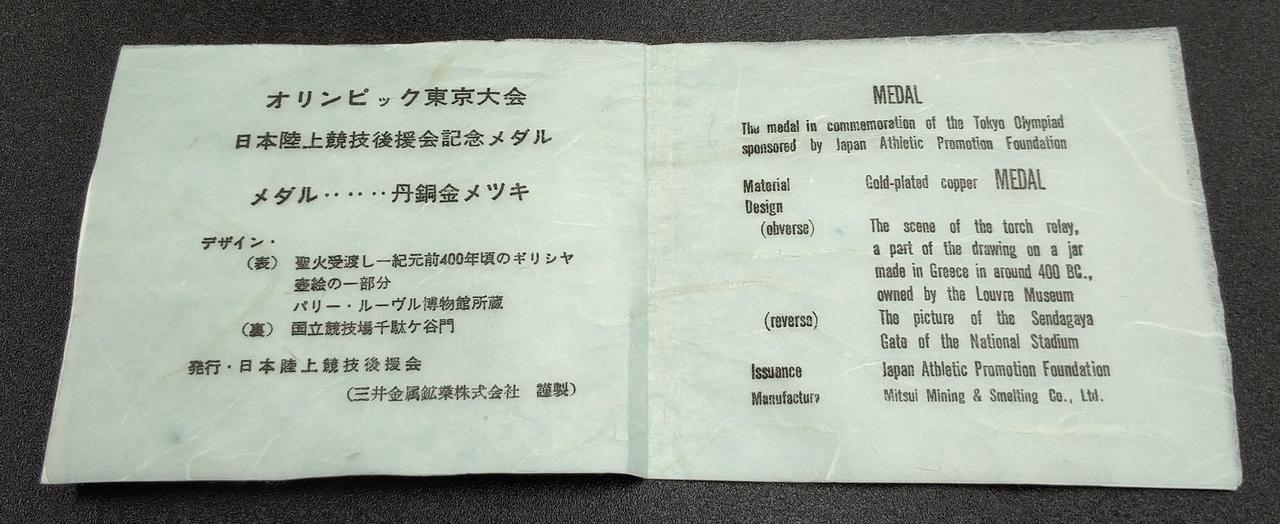 オリンピック東京大会
日本陸上競技後援会記念メダル
メダル‥‥‥丹銅金メツキ
デザイン・
（表） 聖火受渡し―紀元前400年頃のギリシヤ
壺絵の一部分
パリー・ルーヴル博物館所蔵
（裏） 国立競技場千駄ケ谷門
発行・日本陸上競技後援会
（三井金属鉱業株式会社 謹製）
MEDAL
The medal in commemoration of the Tokyo Olympiad
sponsored by Japan Athletic Promotion Foundation
Material Gold-plated copper MEDAL
Design
(obverse) The scene of the torch relay,
a part of the drawing on a jar
made in Greece in around 400 BC.,
owned by the Louvre Museum
(reverse) The picture of the Sendagaya
Gate of the National Stadium
Issuance Japan Athletic Promotion Foundation
Manufacture Mitsui Mining & Smelting Co., Ltd.